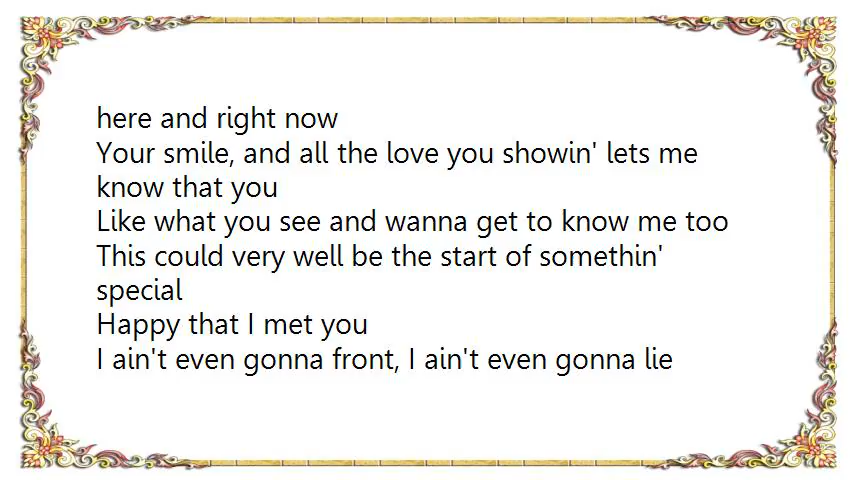 here and right now
Your smile, and all the love you showin' lets me
know that you
Like what you see and wanna get to know me too
This could very well be the start of somethin'
special
Happy that I met you
I ain't even gonna front, I ain't even gonna lie